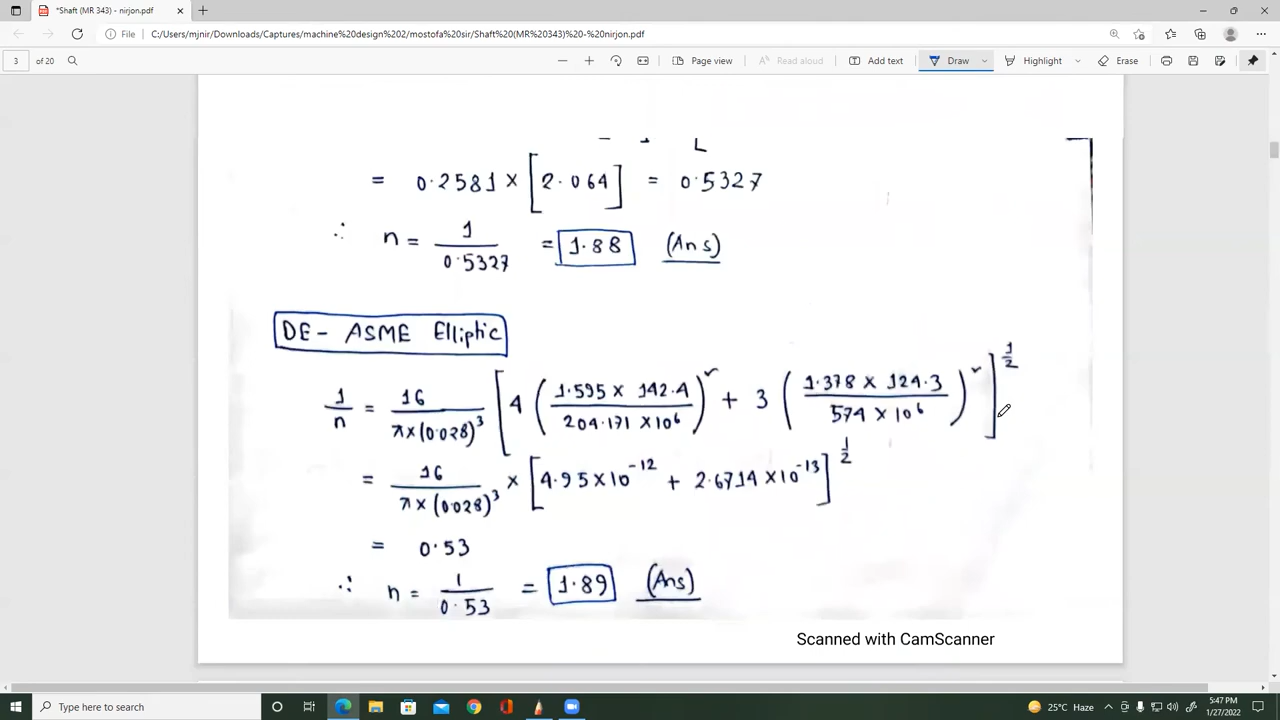 *Shaft (MR 343) - nirjon.pdf
File C:/Users/mjnir/Downloads/Captures/machine%20design%202/mostofa%20sir/Shaft%20(MR%20343)%20-%20nirjon.pdf
3 of 20 Page view Read aloud Add text Draw Highlight Erase
= 0.2581 × [2.064] = 0.5327
∴ n = 1/0.5327 = 1.88 (Ans)
DE- ASME Elliptic
1/n = 16/π×(0.028)³ [4 (1.595 × 142.4/204.171 ×10⁶)² + 3 (1.378 × 124.3/574 × 10⁶)²]^½
= 16/π×(0.028)³ × [4.95×10⁻¹² + 2.6714 ×10⁻¹³]^½
= 0.53
∴ n = 1/0.53 = 1.89 (Ans)
Scanned with CamScanner
Type here to search 25°C Haze 5:47 PM
1/27/2022